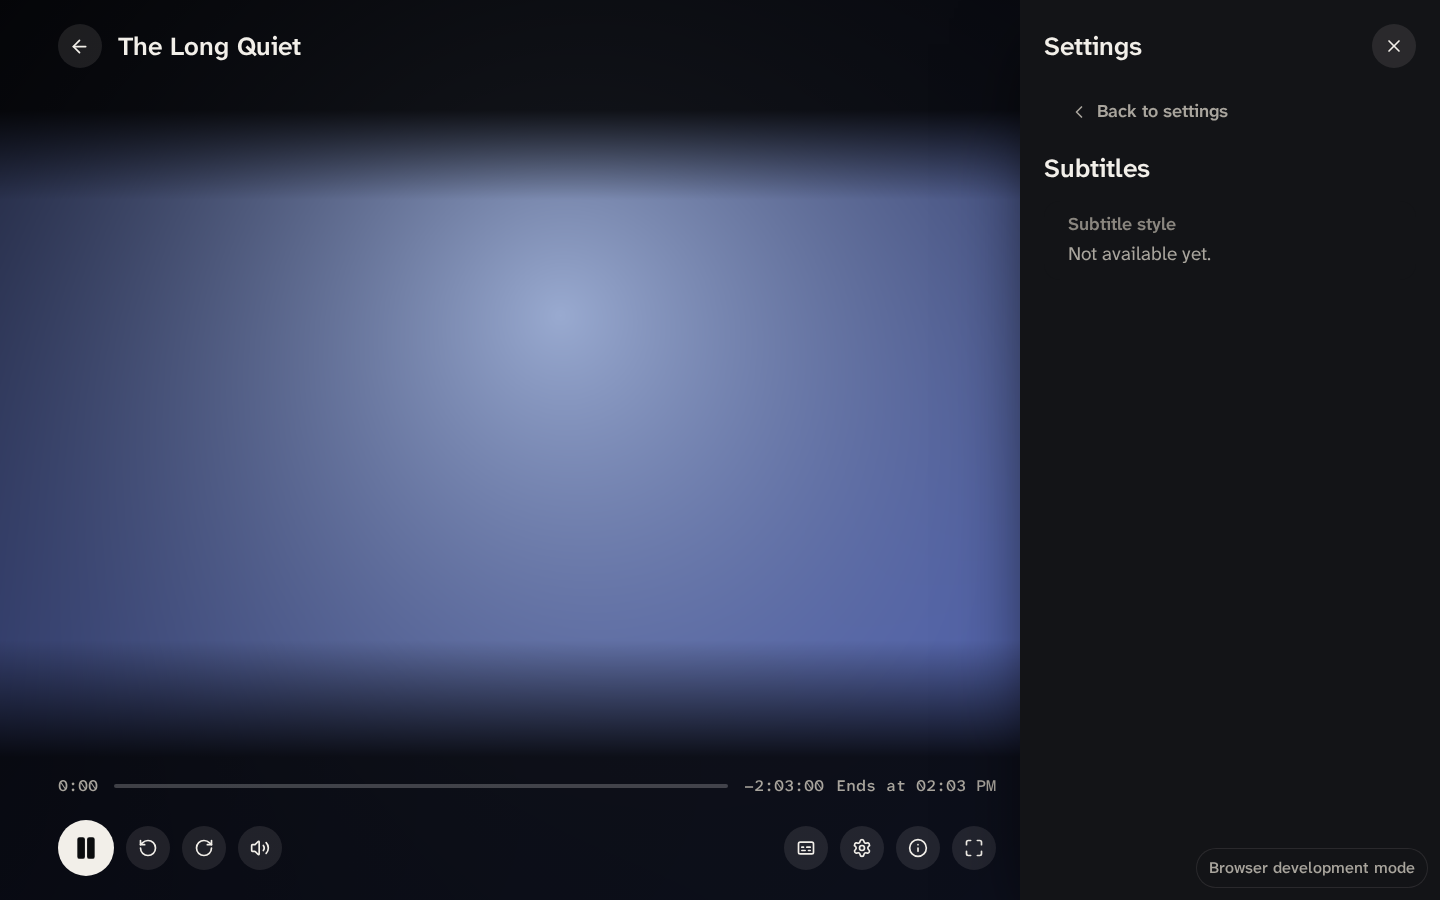 The Long Quiet
Settings
Back to settings
Subtitles
Subtitle style
Not available yet.
0:00
−2:03:00 Ends at 02:03 PM
Browser development mode